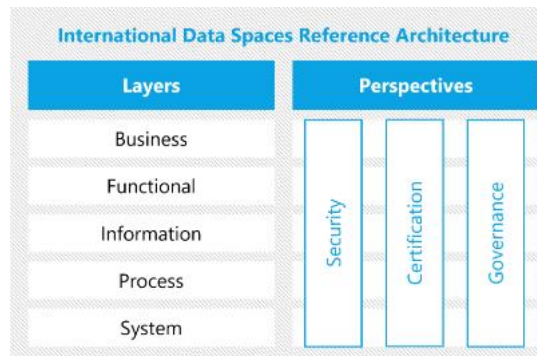 International Data Spaces Reference Architecture
Layers
Perspectives
Business
Functional
Information
Process
System
Security
Certification
Governance